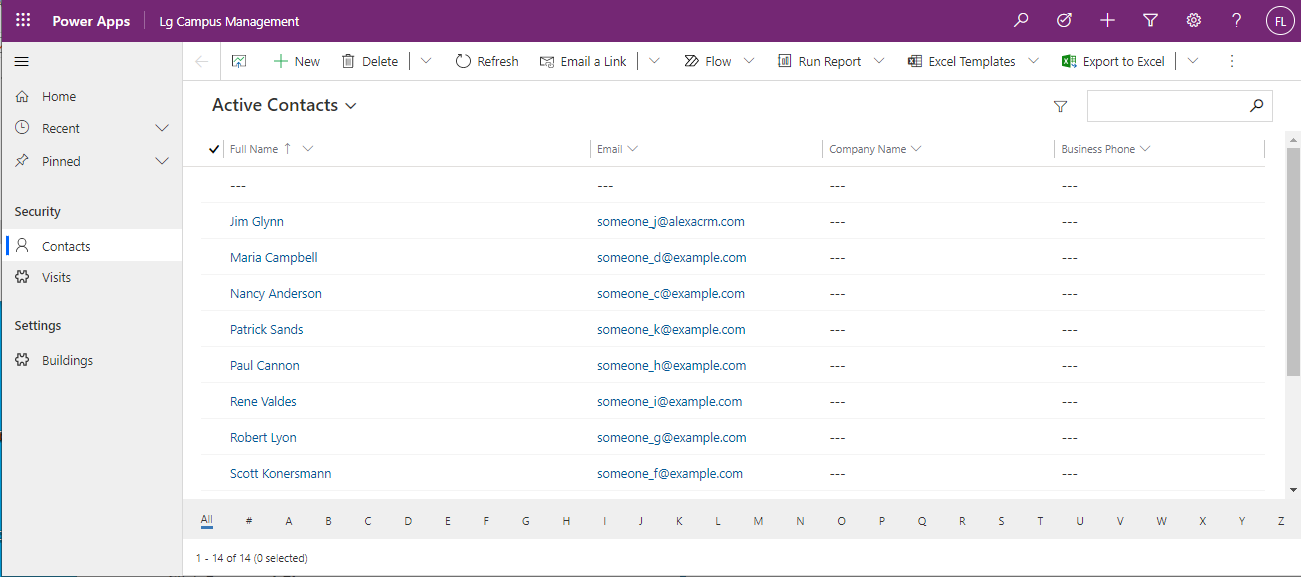 Power Apps Lg Campus Management ? FL
New Delete Refresh Email a Link Flow Run Report Excel Templates Export to Excel
Home
Recent
Pinned
Security
Contacts
Visits
Settings
Buildings
Active Contacts
Full Name Email Company Name Business Phone
--- --- --- ---
Jim Glynn someone_j@alexacrm.com --- ---
Maria Campbell someone_d@example.com --- ---
Nancy Anderson someone_c@example.com --- ---
Patrick Sands someone_k@example.com --- ---
Paul Cannon someone_h@example.com --- ---
Rene Valdes someone_i@example.com --- ---
Robert Lyon someone_g@example.com --- ---
Scott Konersmann someone_f@example.com --- ---
All # A B C D E F G H I J K L M N O P Q R S T U V W X Y Z
1 - 14 of 14 (0 selected)